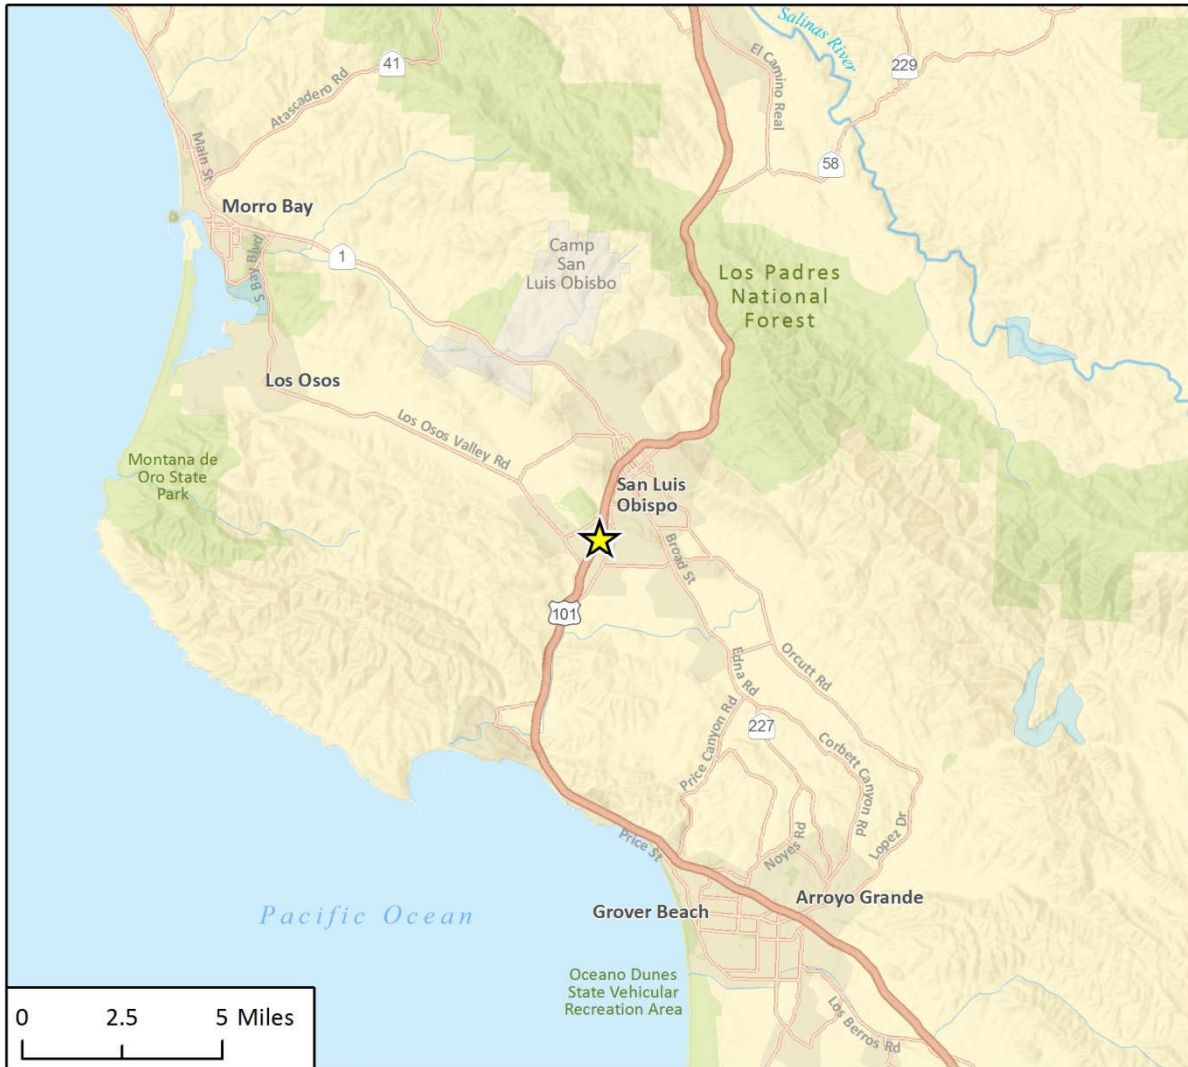 Salinas River
El Camino Real
229
41
Atascadero Rd
Main St
58
Morro Bay
1
S Bay Blvd
Camp
San
Luis Obisbo
Los Padres
National
Forest
Los Osos
Los Osos Valley Rd
Montana de
Oro State
Park
San Luis
Obispo
Broad St
101
Orcutt Rd
Edna Rd
Price Canyon Rd
227
Corbett Canyon Rd
Lopez Dr
Noyes Rd
Price St
Arroyo Grande
Grover Beach
Pacific Ocean
Oceano Dunes
State Vehicular
Recreation Area
Los Berros Rd
0 2.5 5 Miles